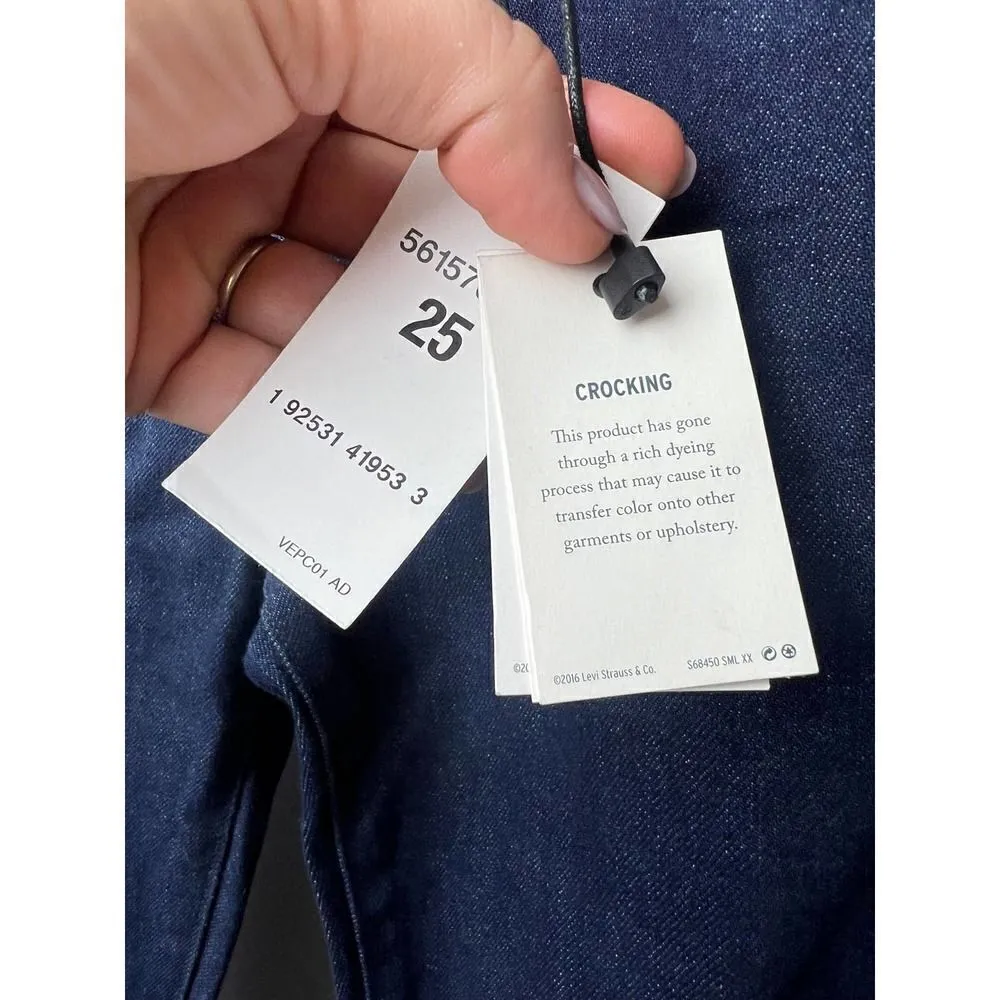 25
1 92531 41953 3
VEPC01 AD
CROCKING
This product has gone
through a rich dyeing
process that may cause it to
transfer color onto other
garments or upholstery.
©2016 Levi Strauss & Co.
S68450 SML XX